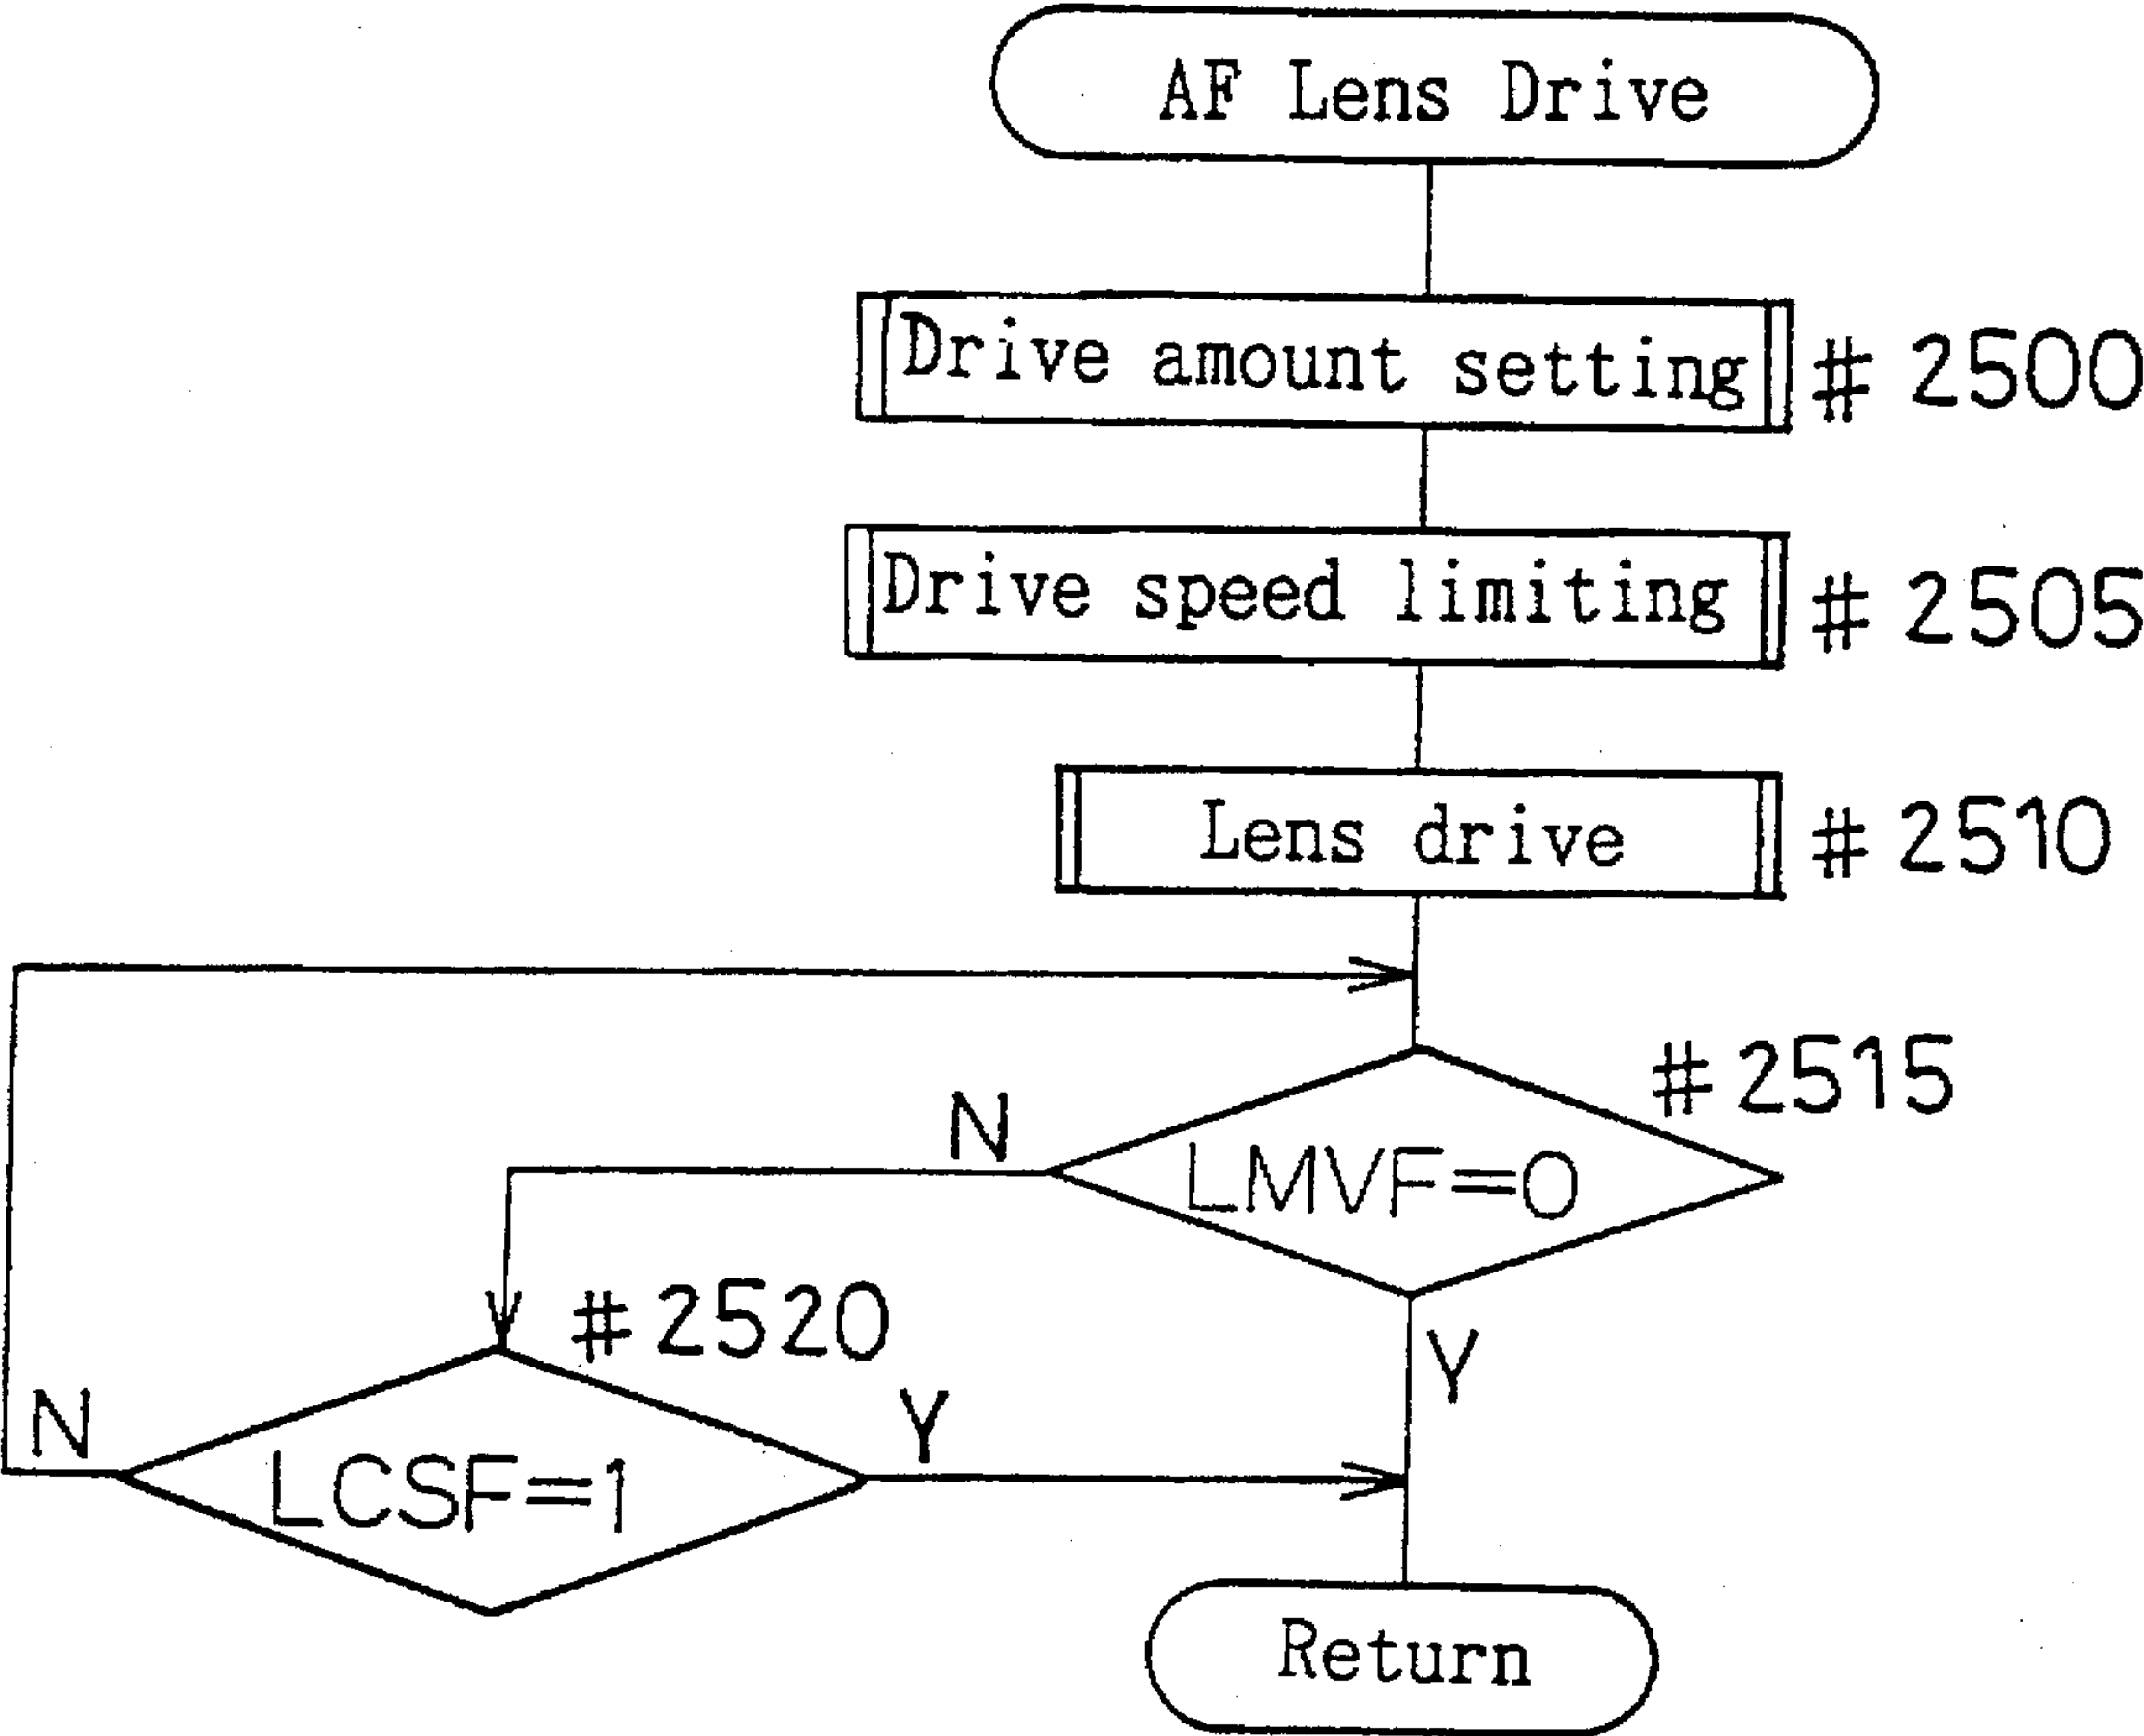 AF Lens Drive
Drive amount setting # 2500
Drive speed limiting # 2505
Lens drive # 2510
# 2515
N
LMVF=0
Y
# 2520
N
LCSF=1
Y
Return